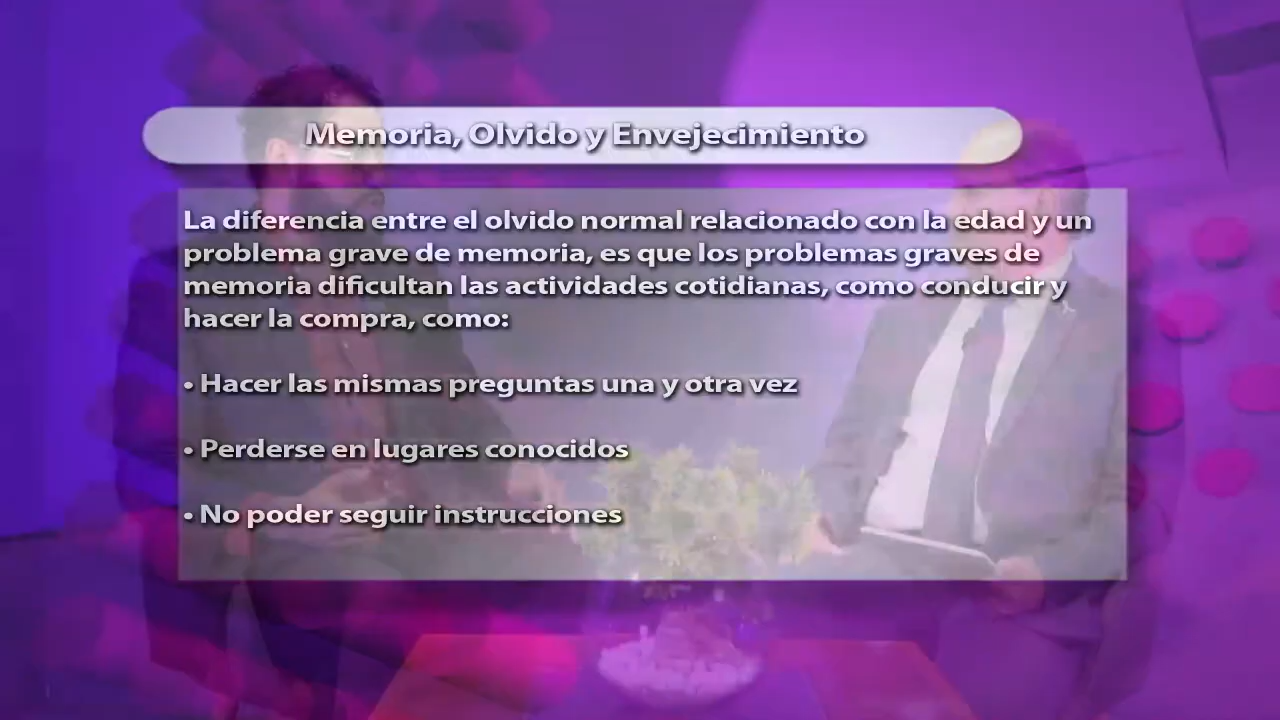 Memoria, Olvido y Envejecimiento
La diferencia entre el olvido normal relacionado con la edad y un
problema grave de memoria, es que los problemas graves de
memoria dificultan las actividades cotidianas, como conducir y
hacer la compra, como:
• Hacer las mismas preguntas una y otra vez
• Perderse en lugares conocidos
• No poder seguir instrucciones